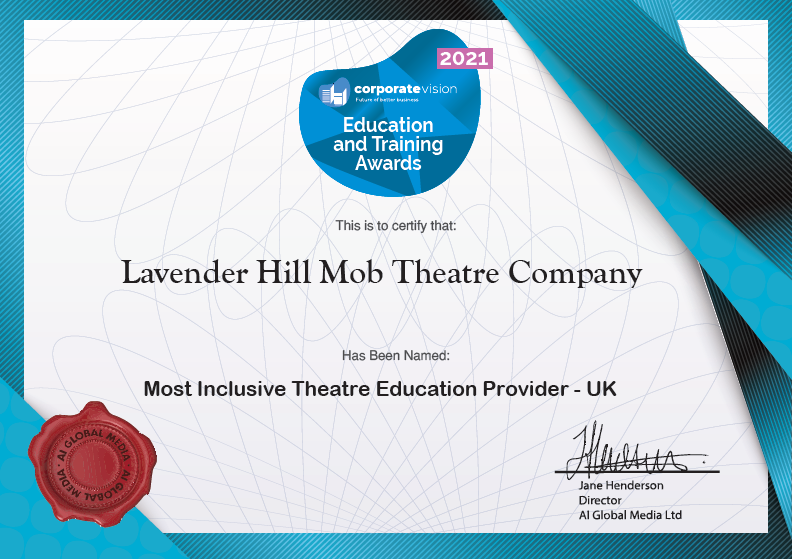 2021
corporatevision
Future of better business
Education
and Training
Awards
This is to certify that:
Lavender Hill Mob Theatre Company
Has Been Named:
Most Inclusive Theatre Education Provider - UK
AI GLOBAL MEDIA · AI GLOBAL MEDIA ·
Jane Henderson
Director
AI Global Media Ltd